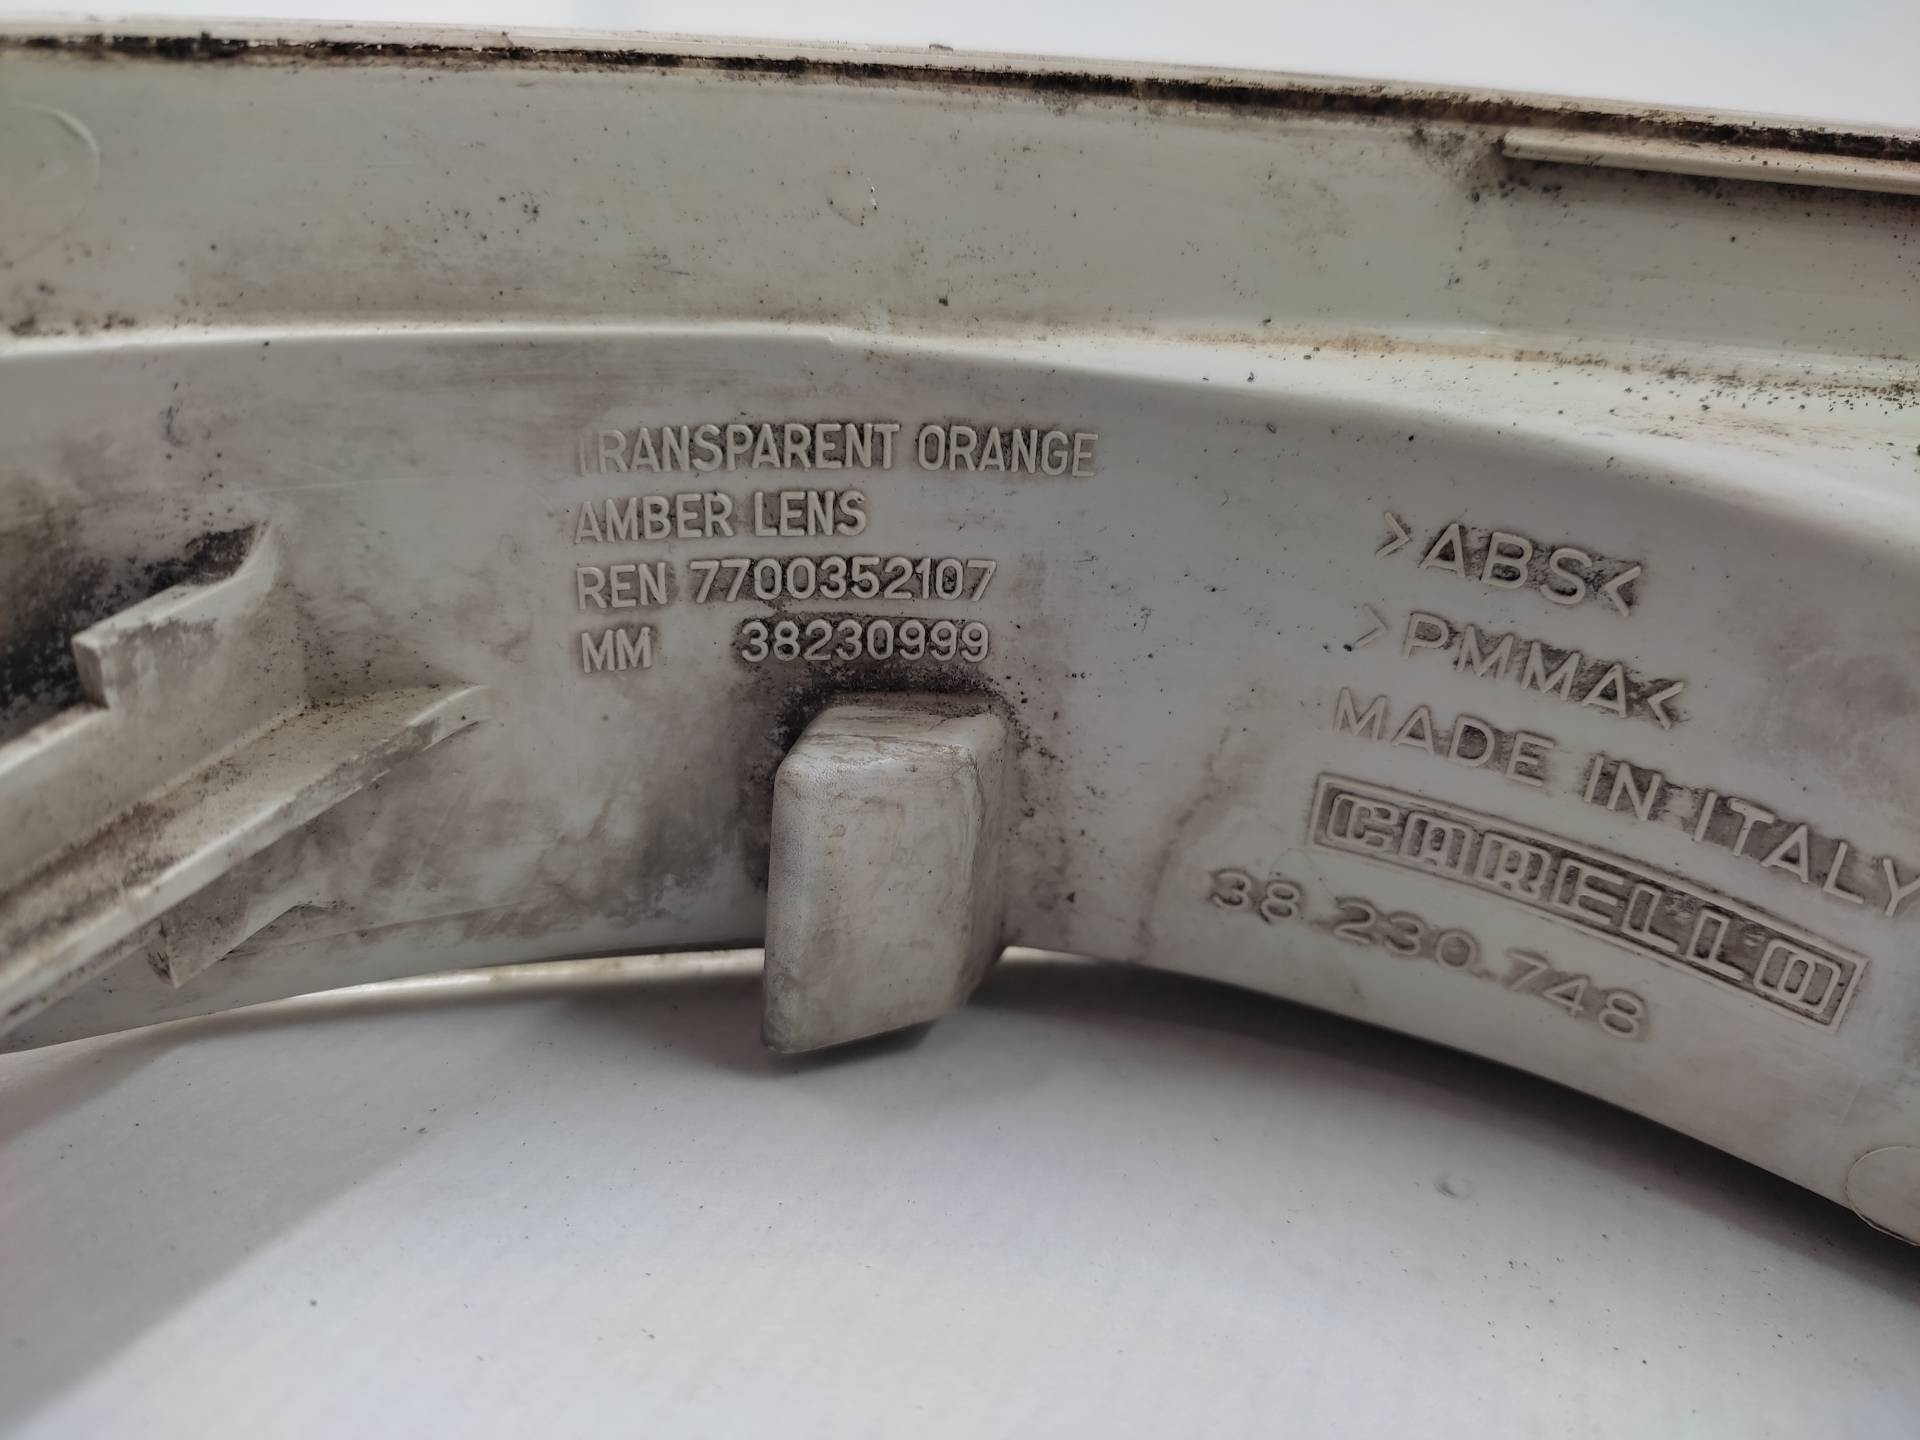 TRANSPARENT ORANGE
AMBER LENS
REN 7700352107
MM 38230999
>ABS<
>PMMA<
MADE IN ITALY
CARELLO
38.230.748